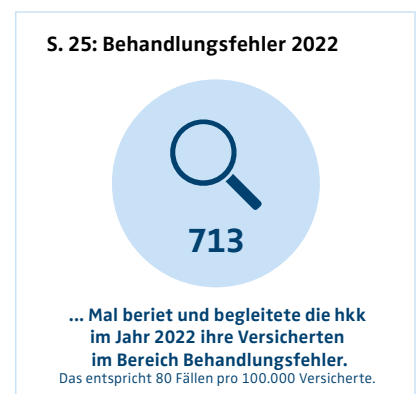 S. 25: Behandlungsfehler 2022
713
... Mal beriet und begleitete die hkk
im Jahr 2022 ihre Versicherten
im Bereich Behandlungsfehler.
Das entspricht 80 Fällen pro 100.000 Versicherte.